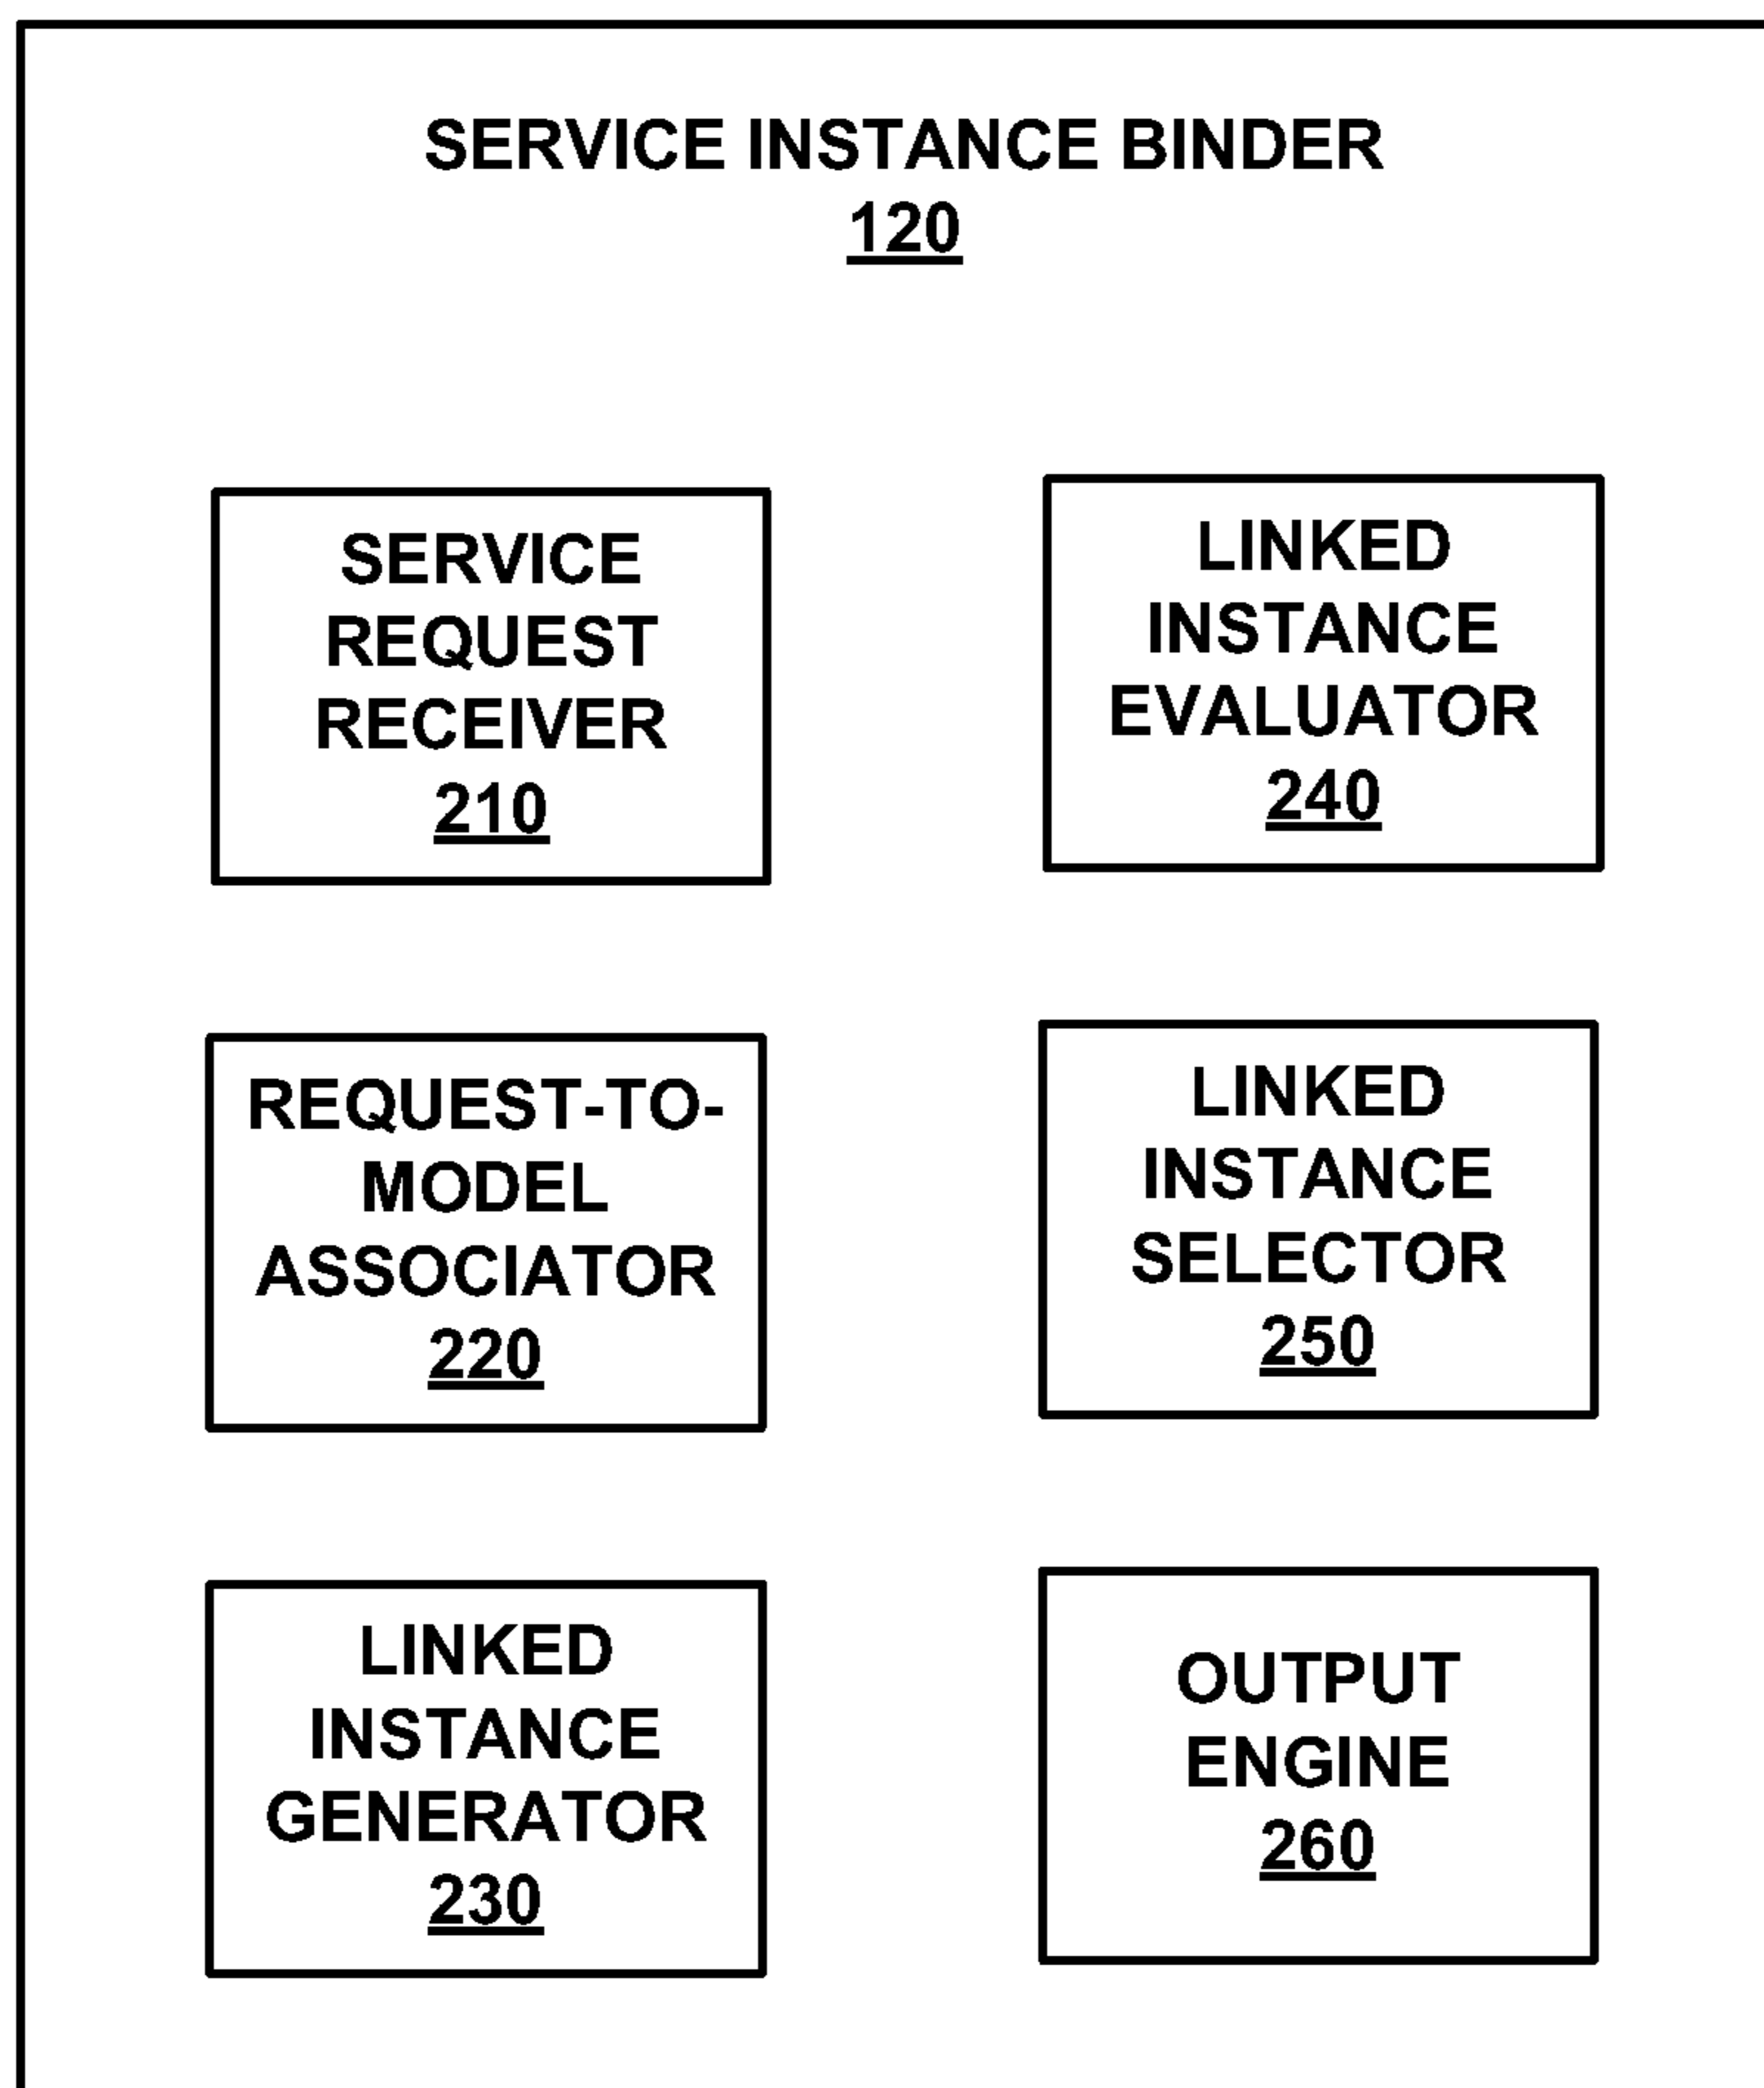 SERVICE INSTANCE BINDER
120
SERVICE
REQUEST
RECEIVER
210
LINKED
INSTANCE
EVALUATOR
240
REQUEST-TO-
MODEL
ASSOCIATOR
220
LINKED
INSTANCE
SELECTOR
250
LINKED
INSTANCE
GENERATOR
230
OUTPUT
ENGINE
260